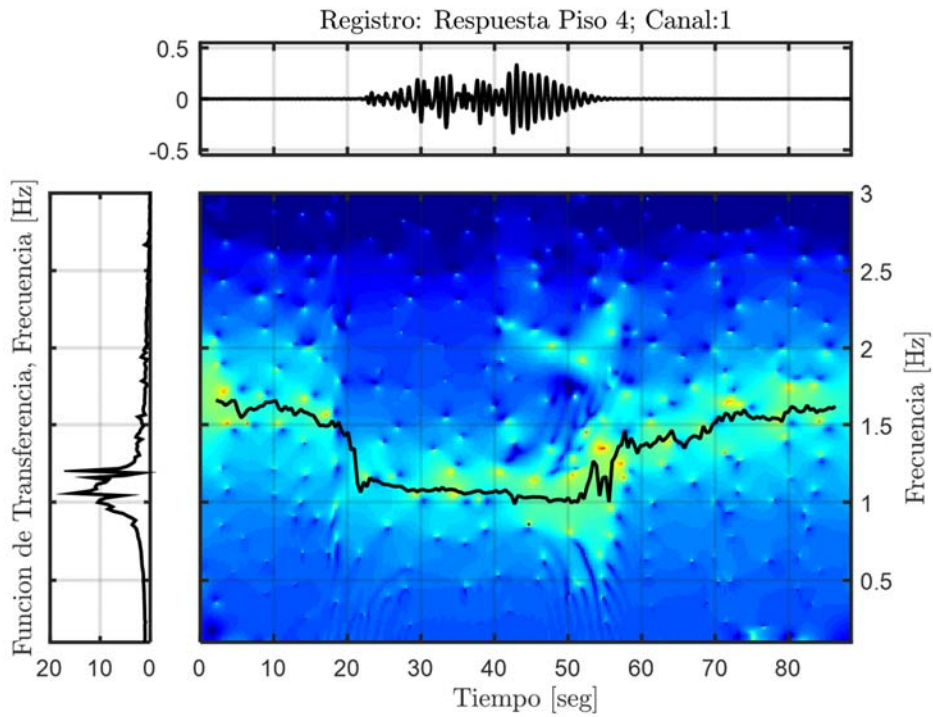 Registro: Respuesta Piso 4; Canal:1
0.5
0
-0.5
Funcion de Transferencia, Frecuencia [Hz]
20 10 0
3
2.5
2
1.5
1
0.5
Frecuencia [Hz]
0 10 20 30 40 50 60 70 80
Tiempo [seg]